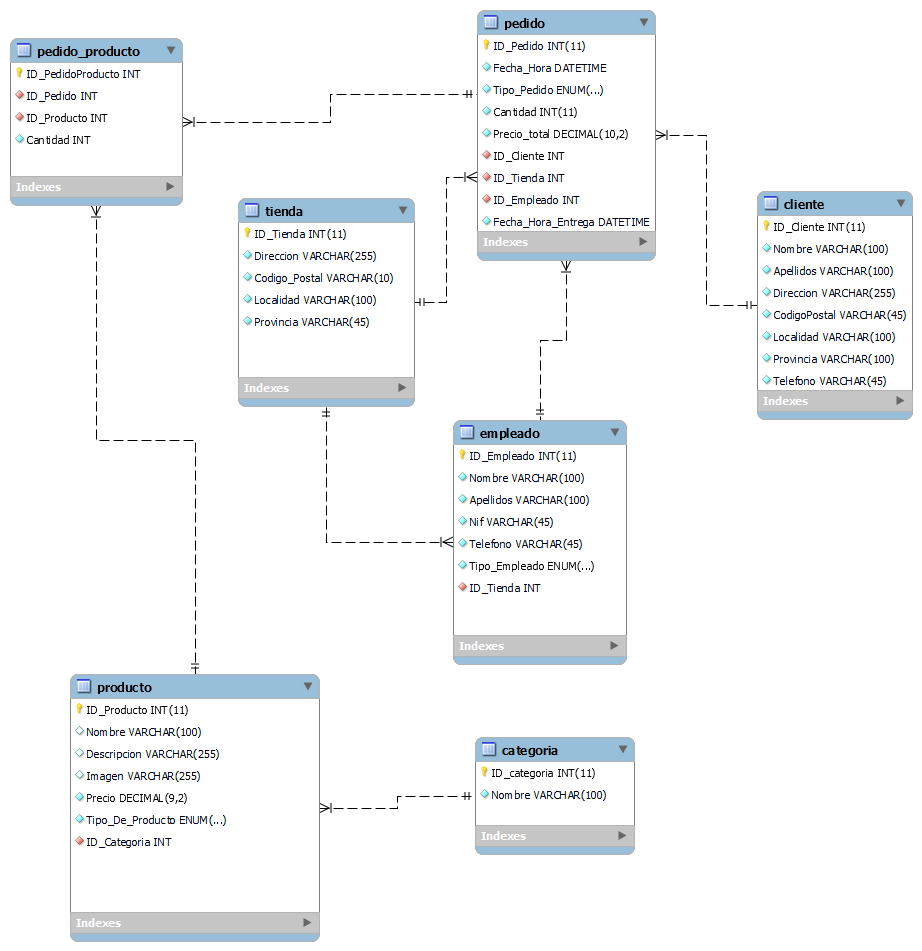 pedido_producto
ID_PedidoProducto INT
ID_Pedido INT
ID_Producto INT
Cantidad INT
Indexes
pedido
ID_Pedido INT(11)
Fecha_Hora DATETIME
Tipo_Pedido ENUM(...)
Cantidad INT(11)
Precio_total DECIMAL(10,2)
ID_Cliente INT
ID_Tienda INT
ID_Empleado INT
Fecha_Hora_Entrega DATETIME
Indexes
tienda
ID_Tienda INT(11)
Direccion VARCHAR(255)
Codigo_Postal VARCHAR(10)
Localidad VARCHAR(100)
Provincia VARCHAR(45)
Indexes
cliente
ID_Cliente INT(11)
Nombre VARCHAR(100)
Apellidos VARCHAR(100)
Direccion VARCHAR(255)
CodigoPostal VARCHAR(45)
Localidad VARCHAR(100)
Provincia VARCHAR(100)
Telefono VARCHAR(45)
Indexes
empleado
ID_Empleado INT(11)
Nombre VARCHAR(100)
Apellidos VARCHAR(100)
Nif VARCHAR(45)
Telefono VARCHAR(45)
Tipo_Empleado ENUM(...)
ID_Tienda INT
Indexes
producto
ID_Producto INT(11)
Nombre VARCHAR(100)
Descripcion VARCHAR(255)
Imagen VARCHAR(255)
Precio DECIMAL(9,2)
Tipo_De_Producto ENUM(...)
ID_Categoria INT
Indexes
categoria
ID_categoria INT(11)
Nombre VARCHAR(100)
Indexes